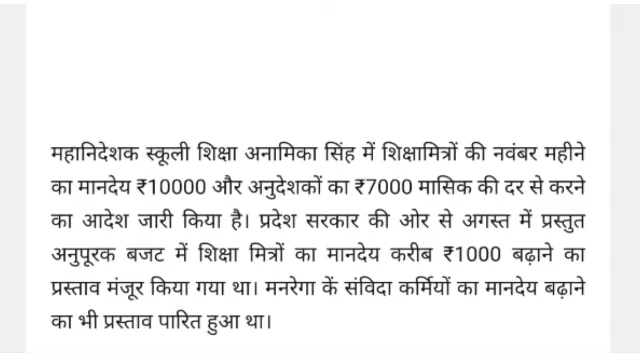 महानिदेशक स्कूली शिक्षा अनामिका सिंह में शिक्षामित्रों की नवंबर महीने
का मानदेय ₹10000 और अनुदेशकों का ₹7000 मासिक की दर से करने
का आदेश जारी किया है। प्रदेश सरकार की ओर से अगस्त में प्रस्तुत
अनुपूरक बजट में शिक्षा मित्रों का मानदेय करीब ₹1000 बढ़ाने का
प्रस्ताव मंजूर किया गया था। मनरेगा के संविदा कर्मियों का मानदेय बढ़ाने
का भी प्रस्ताव पारित हुआ था।